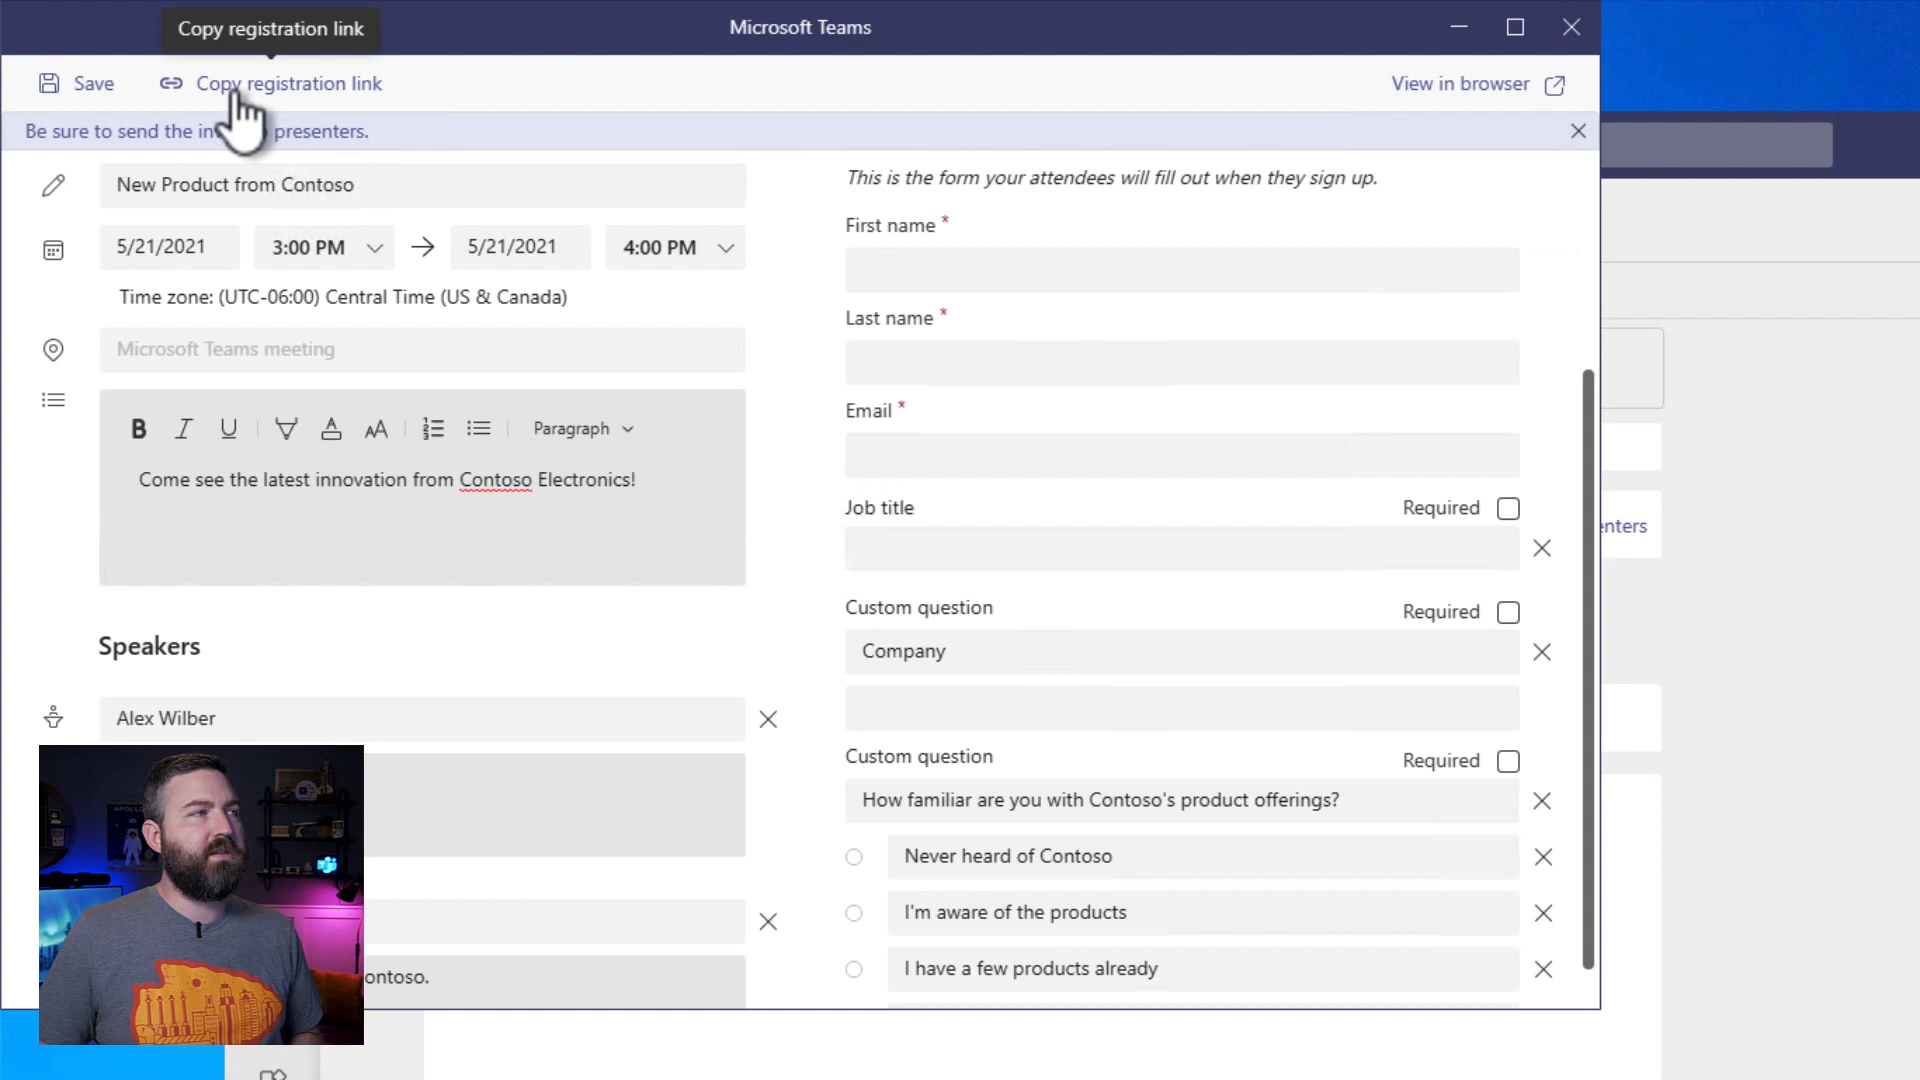 Copy registration link
Microsoft Teams
Save
Copy registration link
View in browser
Be sure to send the presenters.
New Product from Contoso
5/21/2021
3:00 PM
5/21/2021
4:00 PM
Time zone: (UTC-06:00) Central Time (US & Canada)
Microsoft Teams meeting
B I U
Paragraph
Come see the latest innovation from Contoso Electronics!
Speakers
Alex Wilber
This is the form your attendees will fill out when they sign up.
First name *
Last name *
Email *
Job title
Required
Custom question
Required
Company
Custom question
Required
How familiar are you with Contoso's product offerings?
Never heard of Contoso
I'm aware of the products
I have a few products already
APOLLO